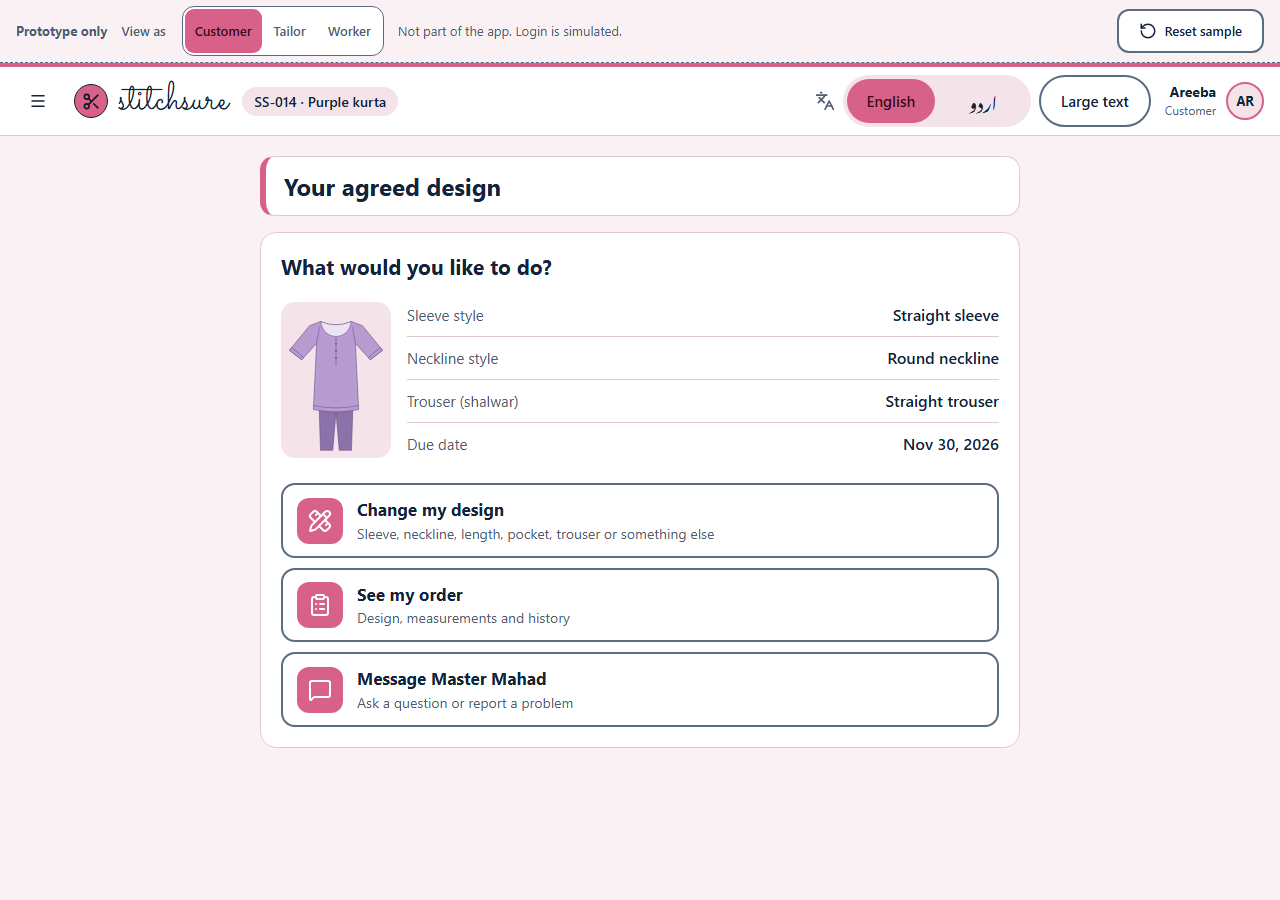 Prototype only View as Customer Tailor Worker Not part of the app. Login is simulated. Reset sample
stitchsure SS-014 · Purple kurta English اردو Large text Areeba
Customer
AR
Your agreed design
What would you like to do?
Sleeve style Straight sleeve
Neckline style Round neckline
Trouser (shalwar) Straight trouser
Due date Nov 30, 2026
Change my design
Sleeve, neckline, length, pocket, trouser or something else
See my order
Design, measurements and history
Message Master Mahad
Ask a question or report a problem